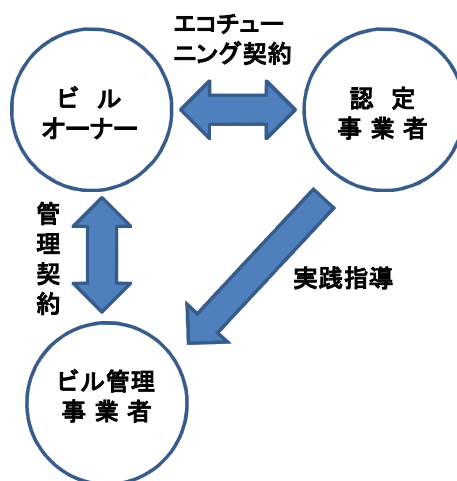 エコチュー
ニング契約
ビル
オーナー
認定
事業者
管
理
契
約
実践指導
ビル管理
事業者